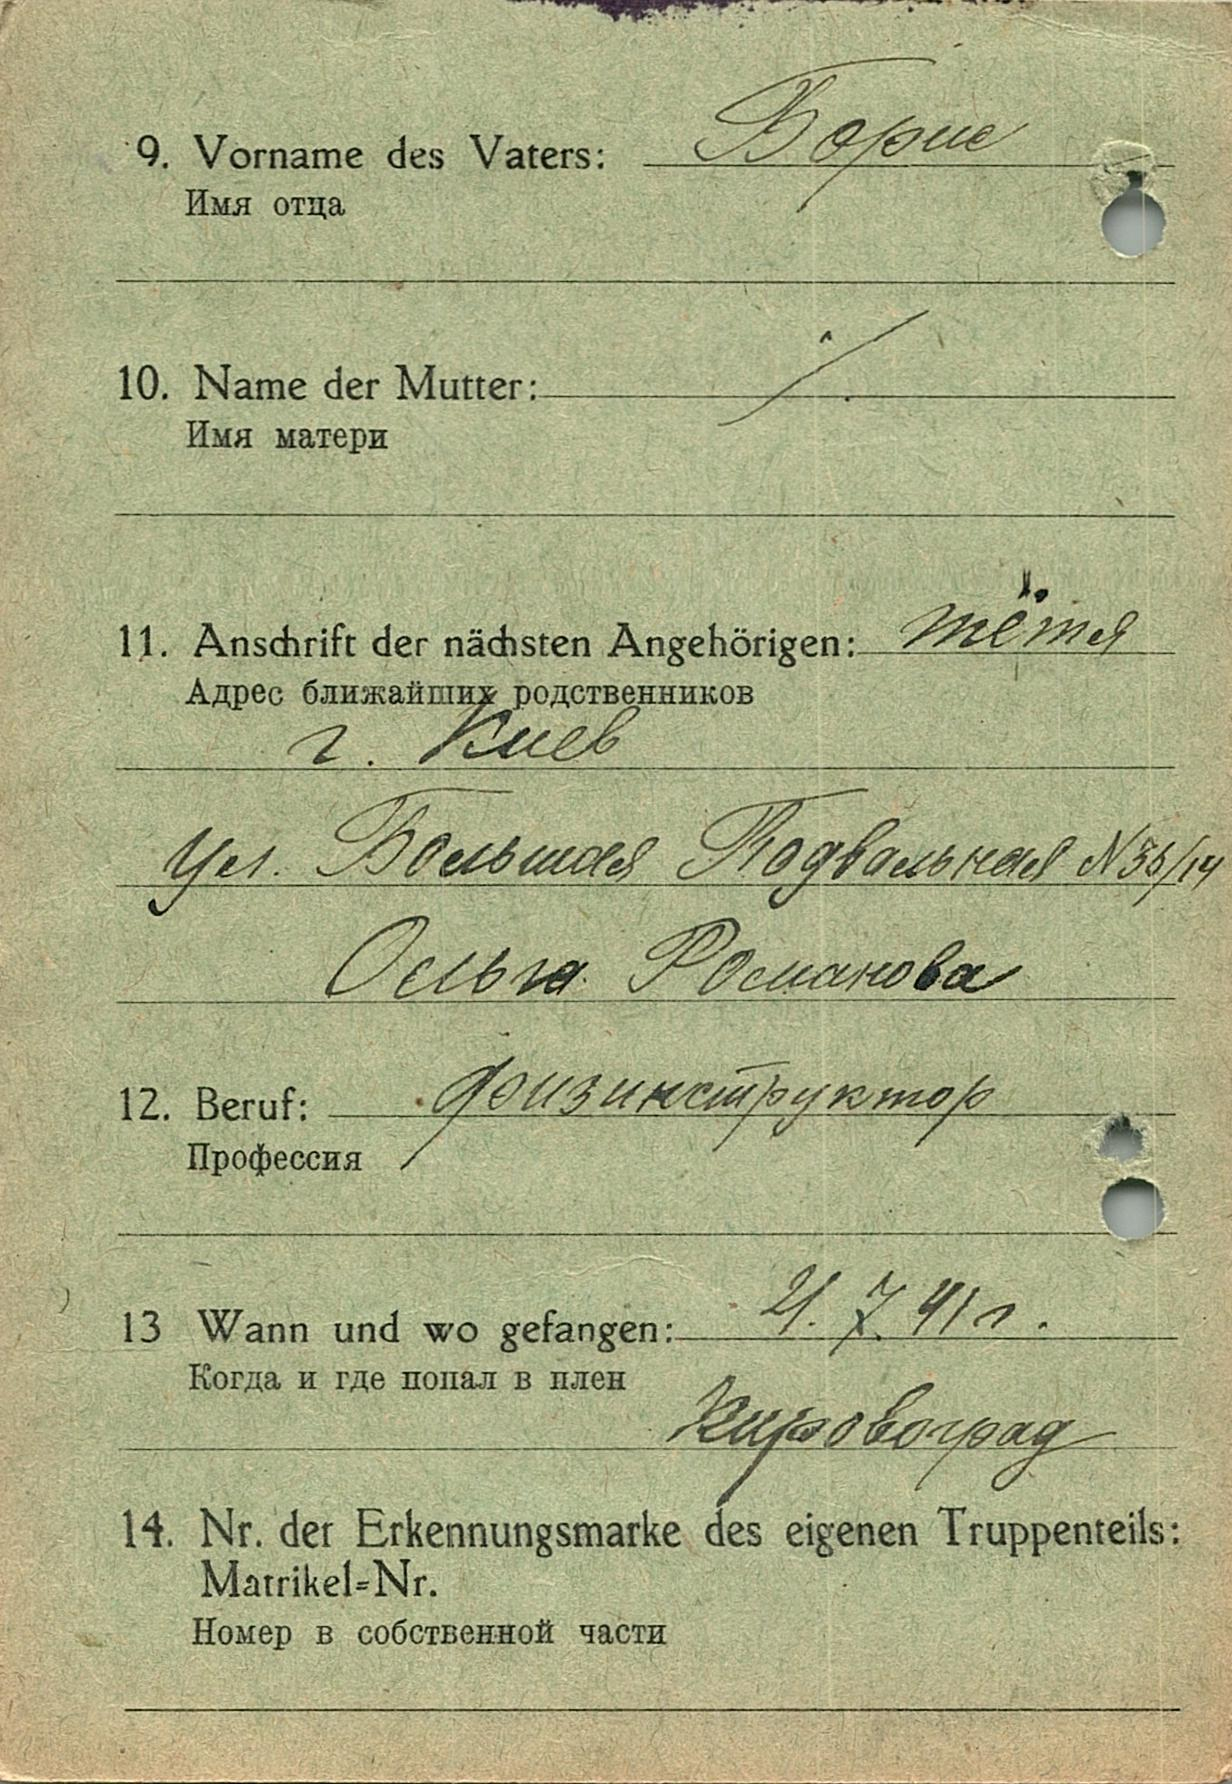 9. Vorname des Vaters: Борис
Имя отца
10. Name der Mutter: ⁒
Имя матери
11. Anschrift der nächsten Angehörigen: тётя
Адрес ближайших родственников
г. Киев
ул. Большая Подвальная N 35/14
Ольга Романова
12. Beruf: физинструктор
Профессия
13 Wann und wo gefangen: 21. 7. 41 г.
Когда и где попал в плен
Кировоград
14. Nr. der Erkennungsmarke des eigenen Truppenteils:
Matrikel=Nr.
Номер в собственной части